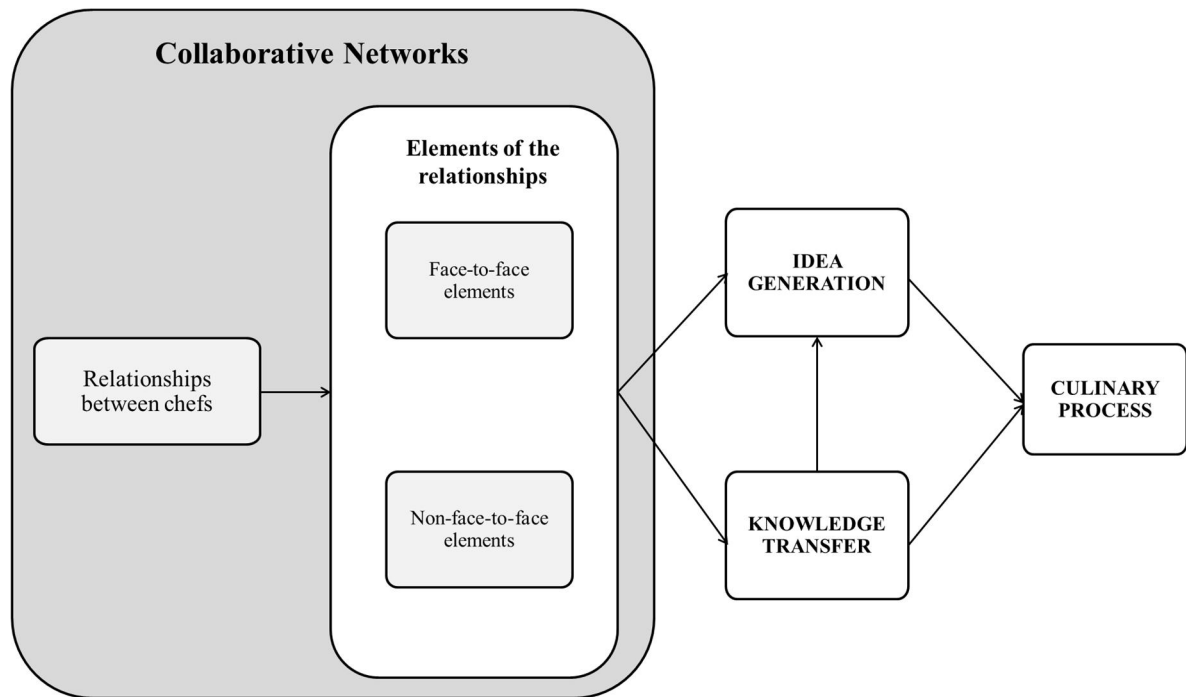 Collaborative Networks
Elements of the
relationships
Face-to-face
elements
Relationships
between chefs
Non-face-to-face
elements
IDEA
GENERATION
KNOWLEDGE
TRANSFER
CULINARY
PROCESS